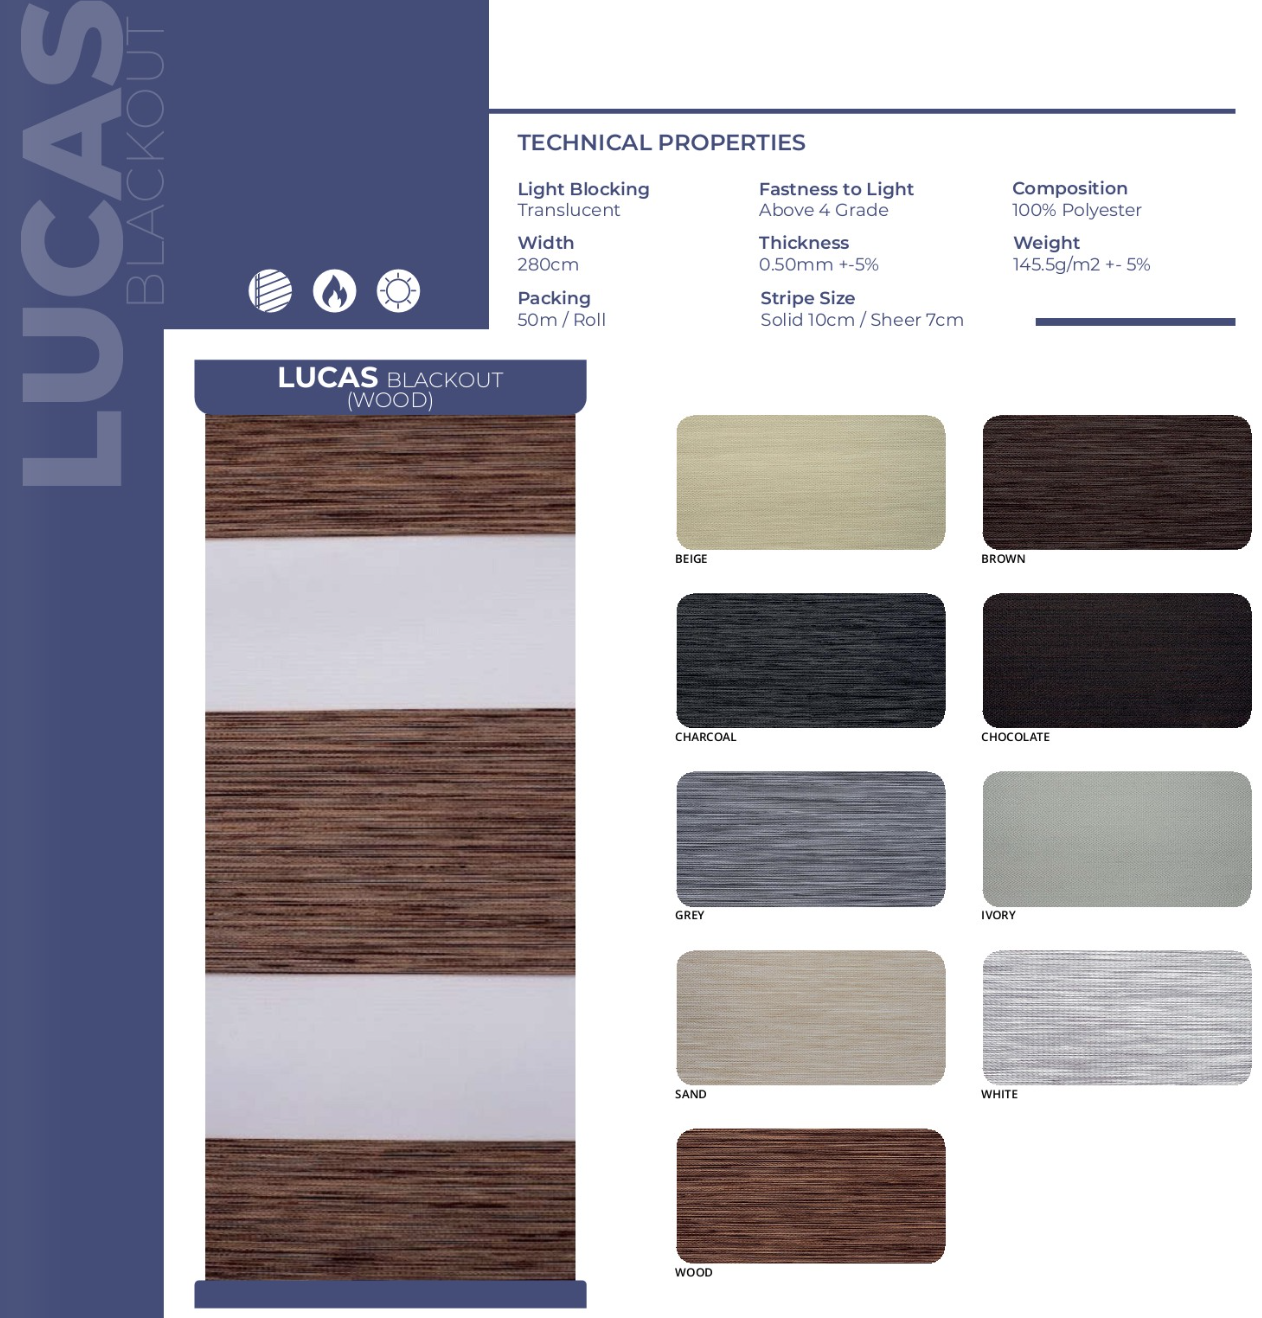 LUCAS
BLACKOUT
TECHNICAL PROPERTIES
Light Blocking
Translucent
Fastness to Light
Above 4 Grade
Composition
100% Polyester
Width
280cm
Thickness
0.50mm +-5%
Weight
145.5g/m2 +- 5%
Packing
50m / Roll
Stripe Size
Solid 10cm / Sheer 7cm
LUCAS BLACKOUT
(WOOD)
BEIGE
BROWN
CHARCOAL
CHOCOLATE
GREY
IVORY
SAND
WHITE
WOOD